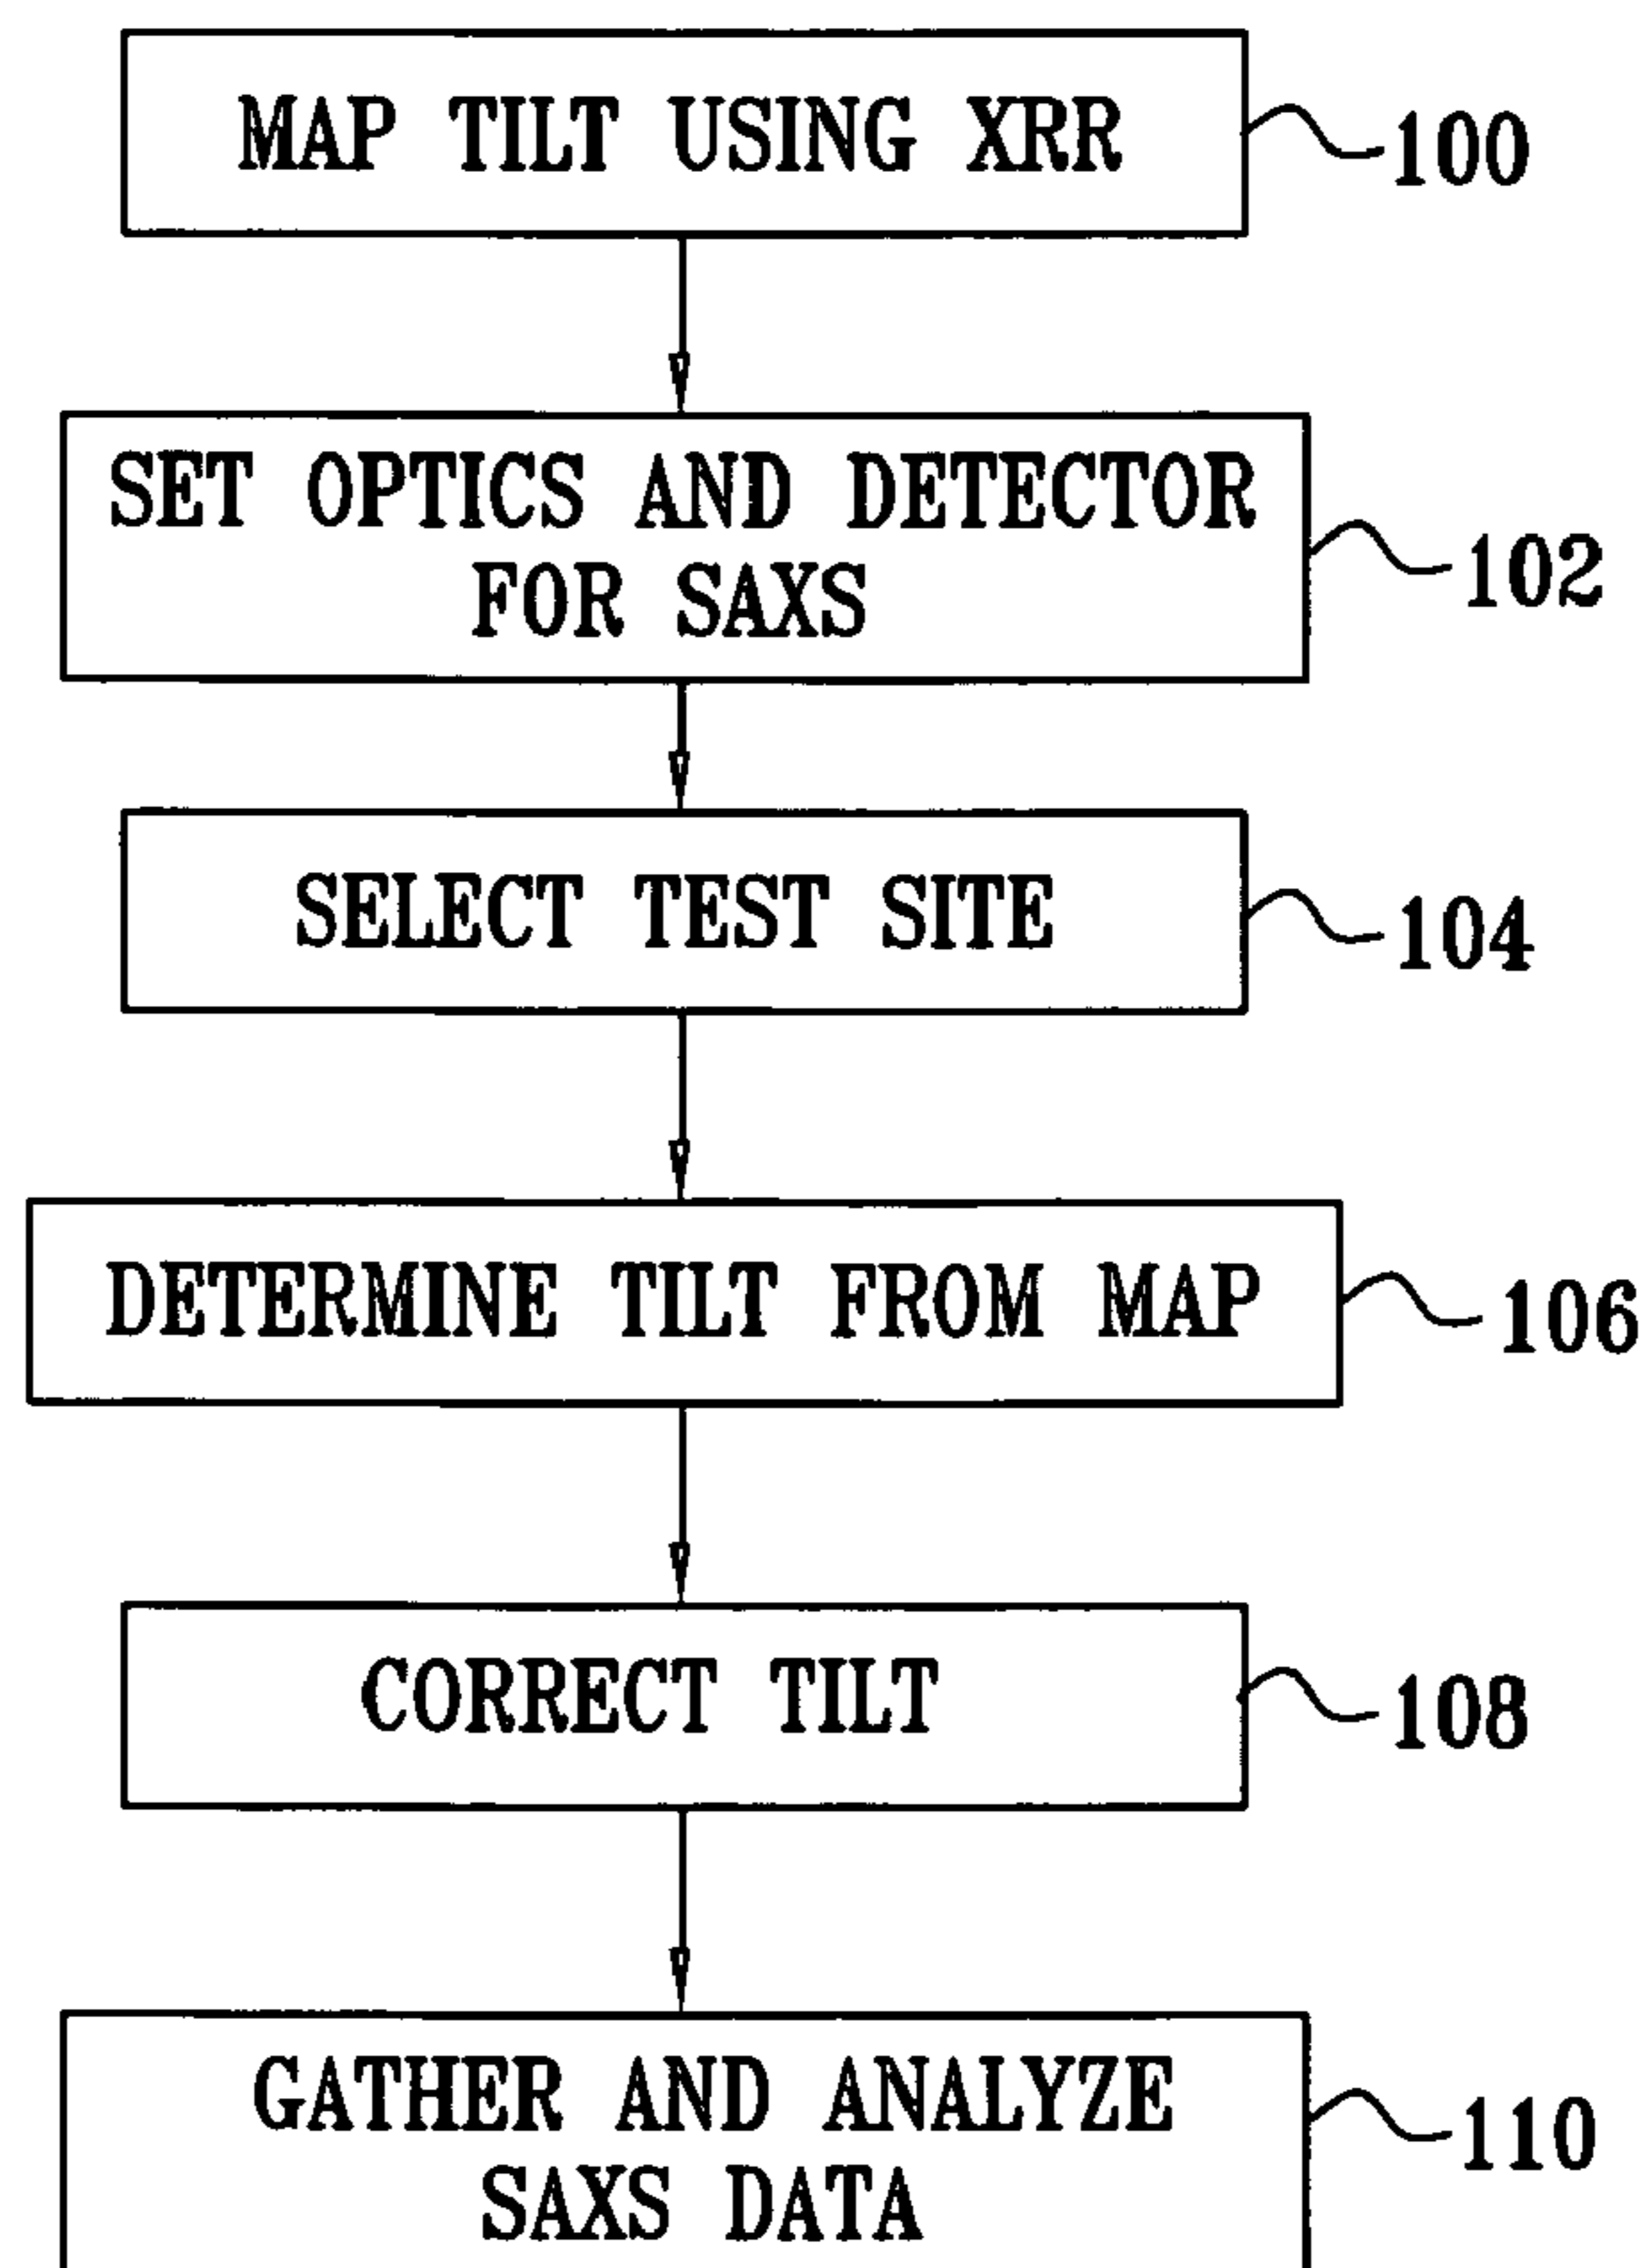 MAP TILT USING XRR
100
SET OPTICS AND DETECTOR
FOR SAXS
102
SELECT TEST SITE
104
DETERMINE TILT FROM MAP
106
CORRECT TILT
108
GATHER AND ANALYZE
SAXS DATA
110